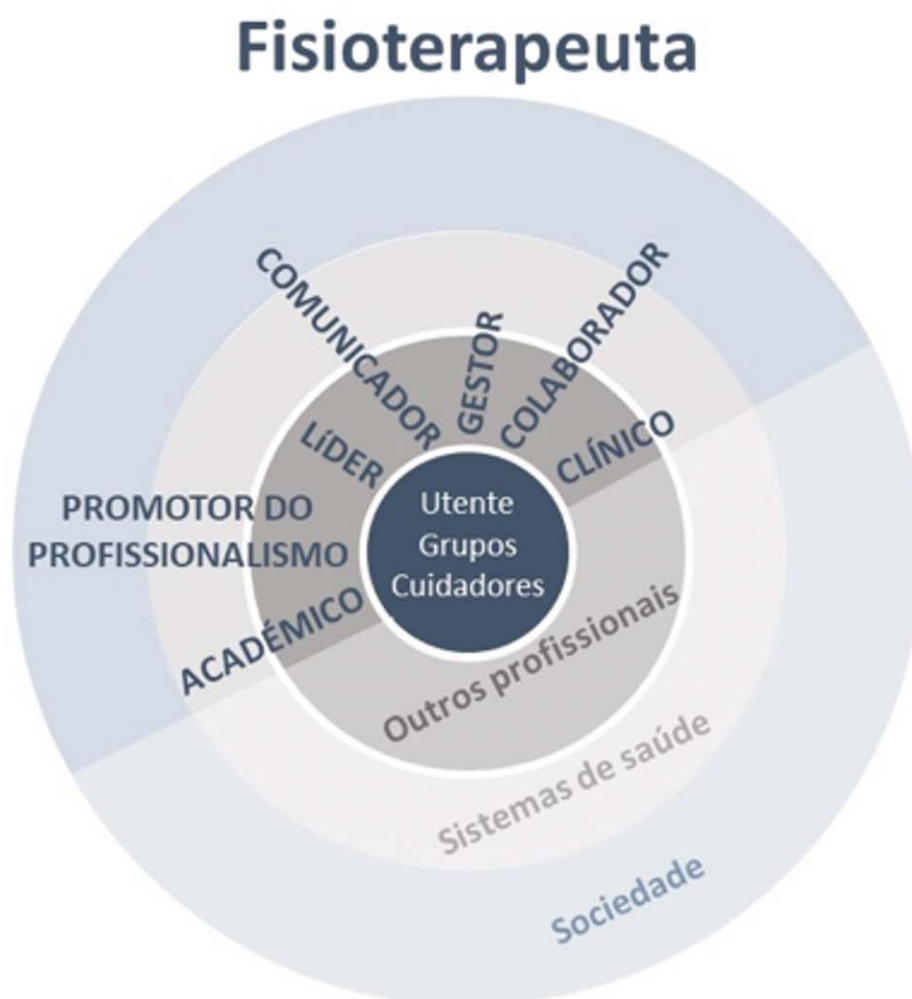 Fisioterapeuta
COMUNICADOR
GESTOR
COLABORADOR
LíDER
CLÍNICO
PROMOTOR DO
PROFISSIONALISMO
ACADÉMICO
Utente
Grupos
Cuidadores
Outros profissionais
Sistemas de saúde
Sociedade